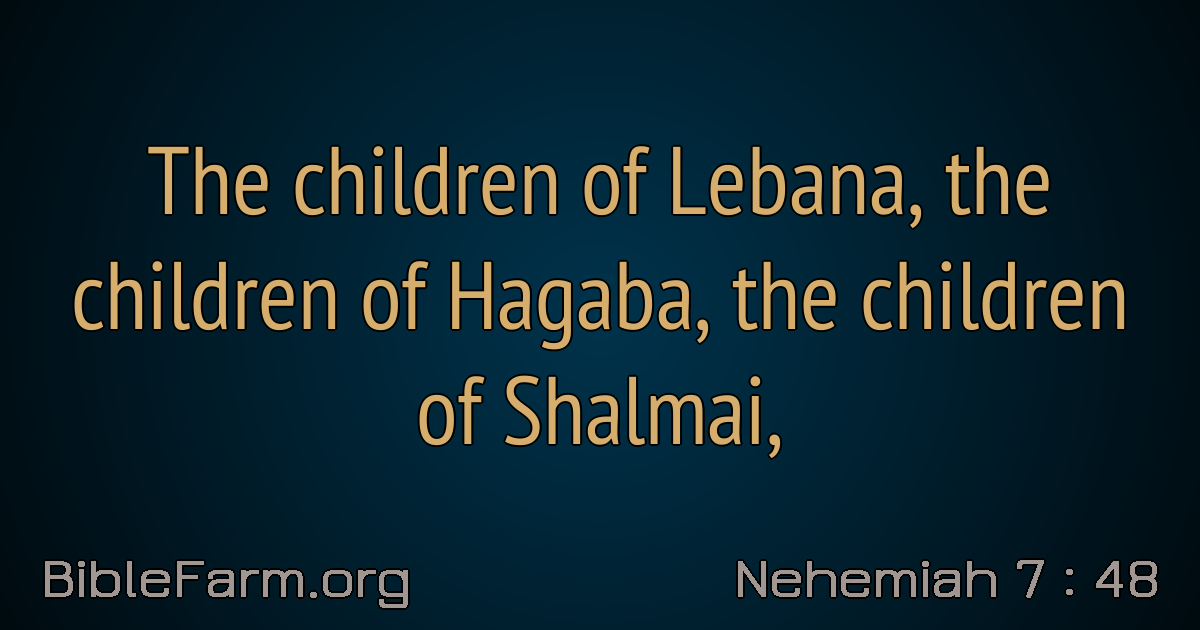 The children of Lebana, the
children of Hagaba, the children
of Shalmai,
BibleFarm.org
Nehemiah 7 : 48